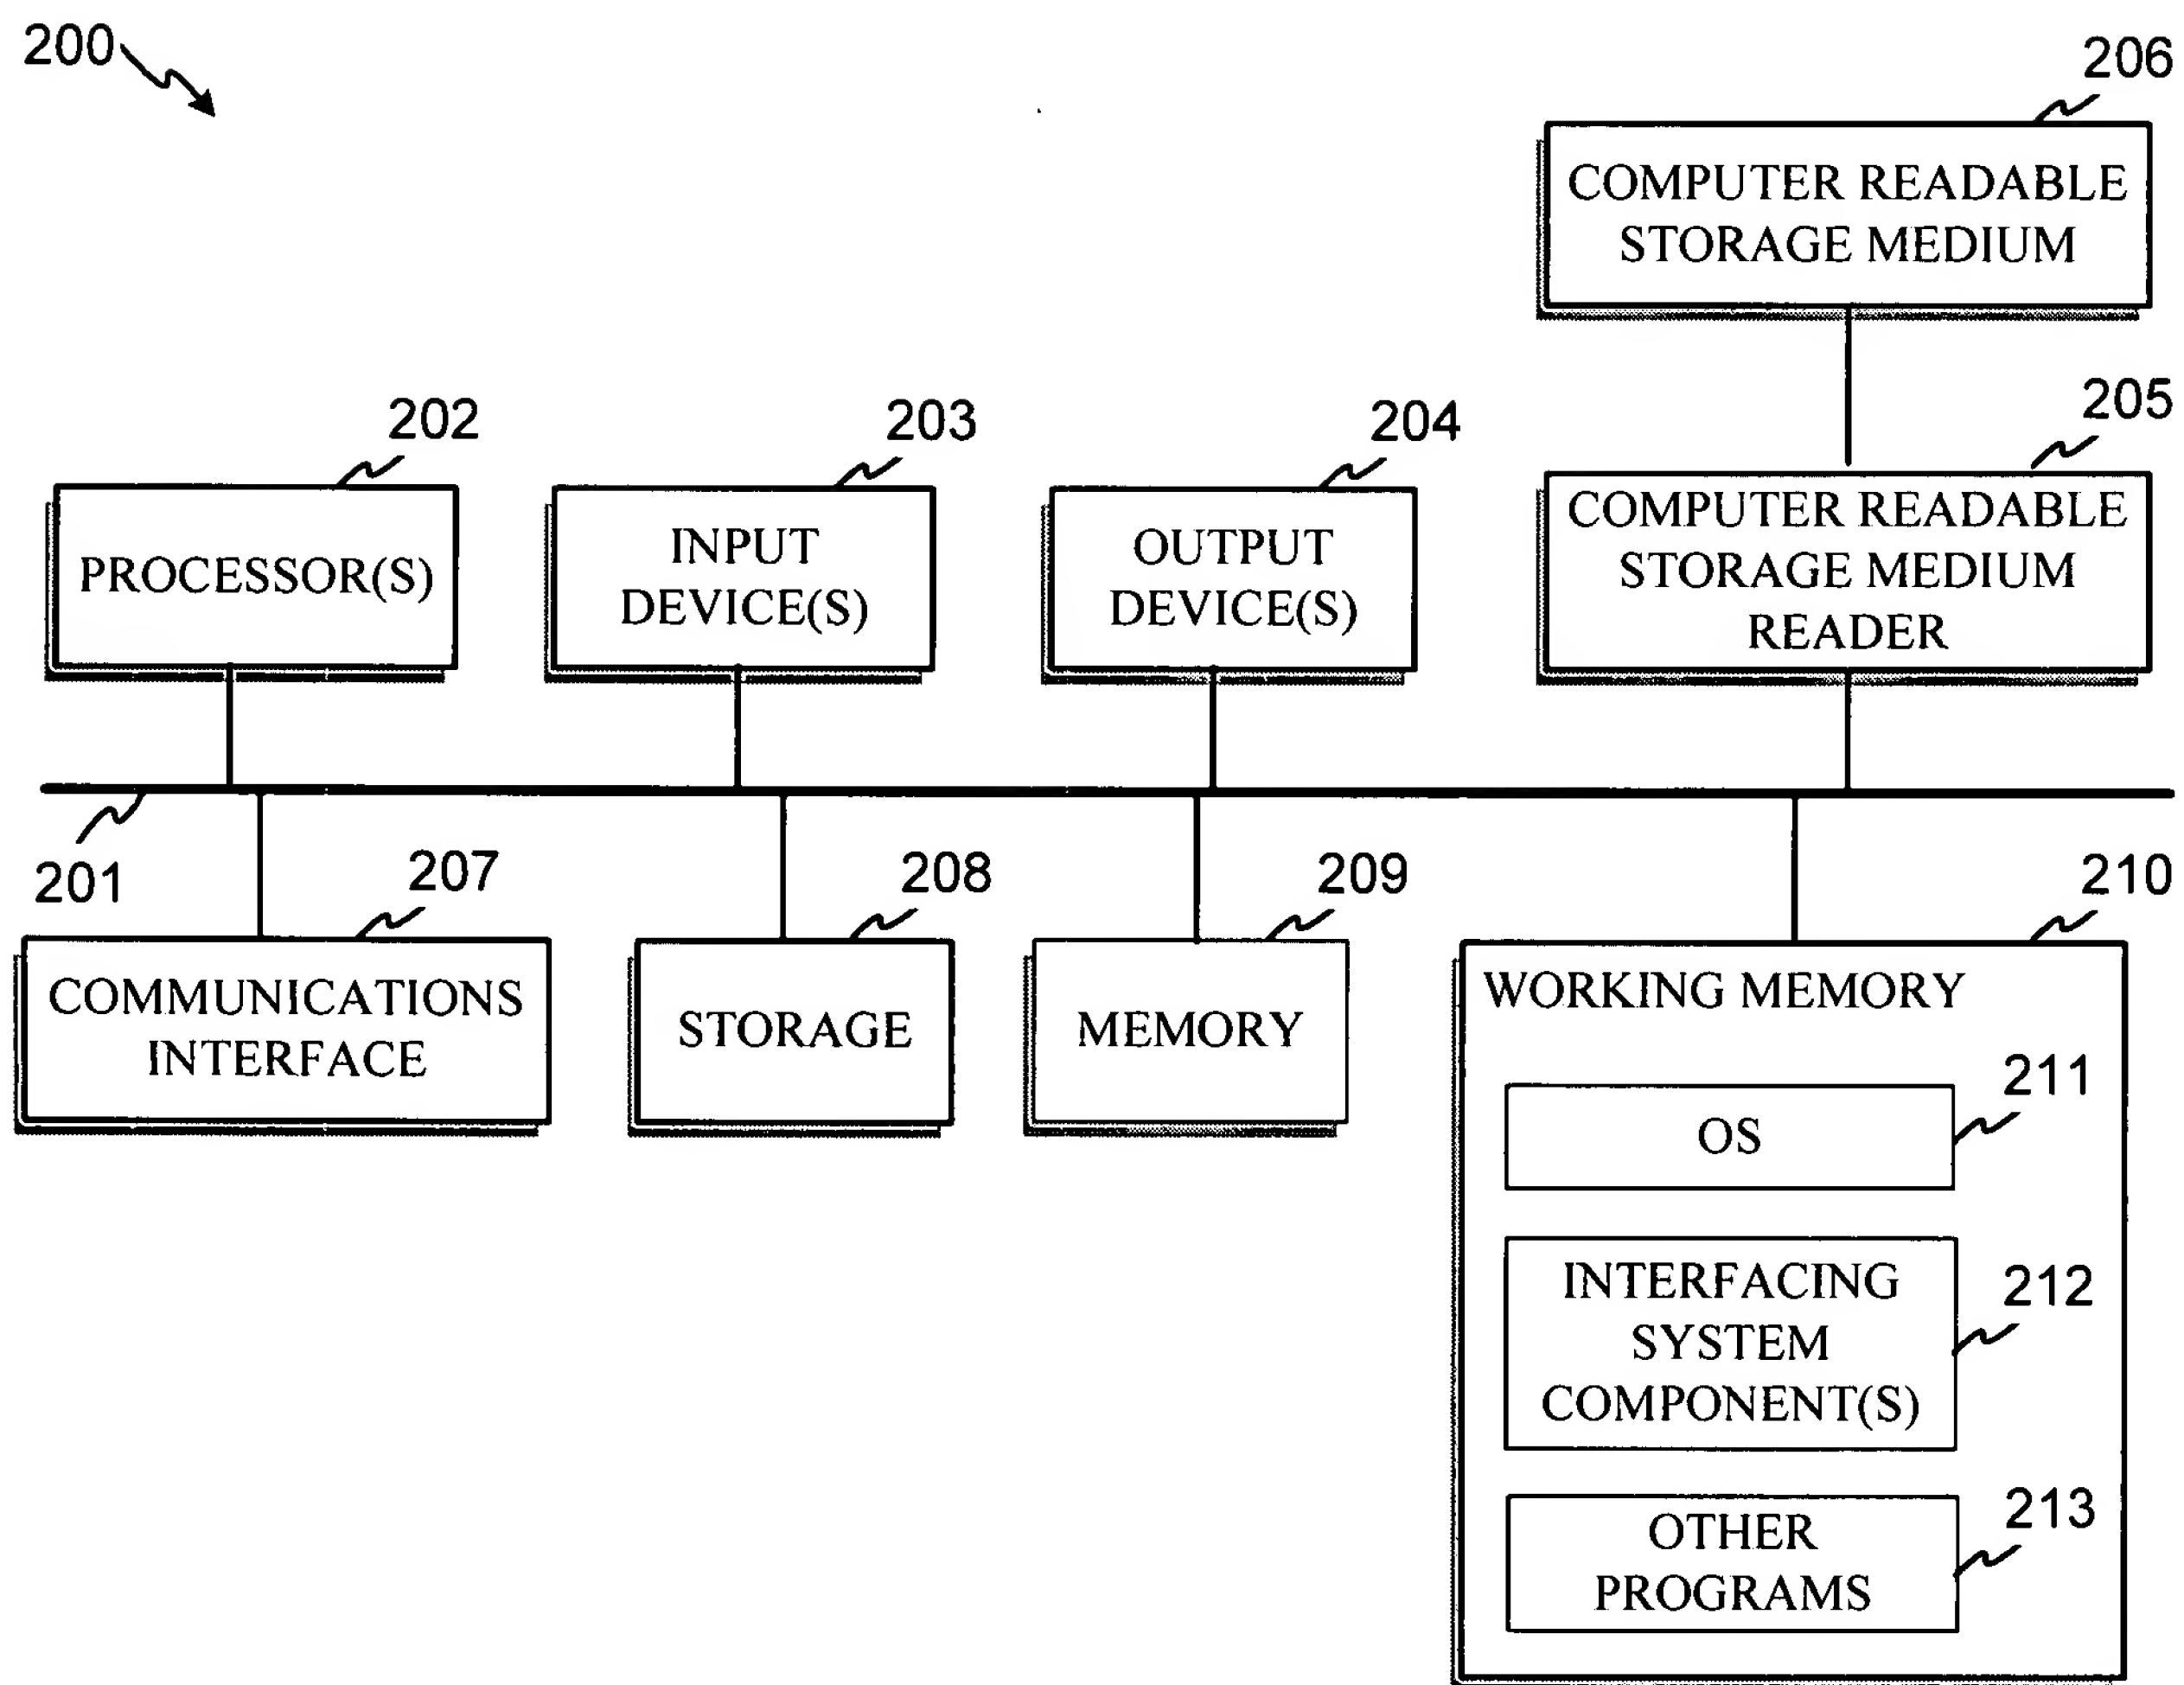 200
206
COMPUTER READABLE
STORAGE MEDIUM
202
203
204
205
PROCESSOR(S)
INPUT
DEVICE(S)
OUTPUT
DEVICE(S)
COMPUTER READABLE
STORAGE MEDIUM
READER
201
207
208
209
210
COMMUNICATIONS
INTERFACE
STORAGE
MEMORY
WORKING MEMORY
211
OS
212
INTERFACING
SYSTEM
COMPONENT(S)
213
OTHER
PROGRAMS